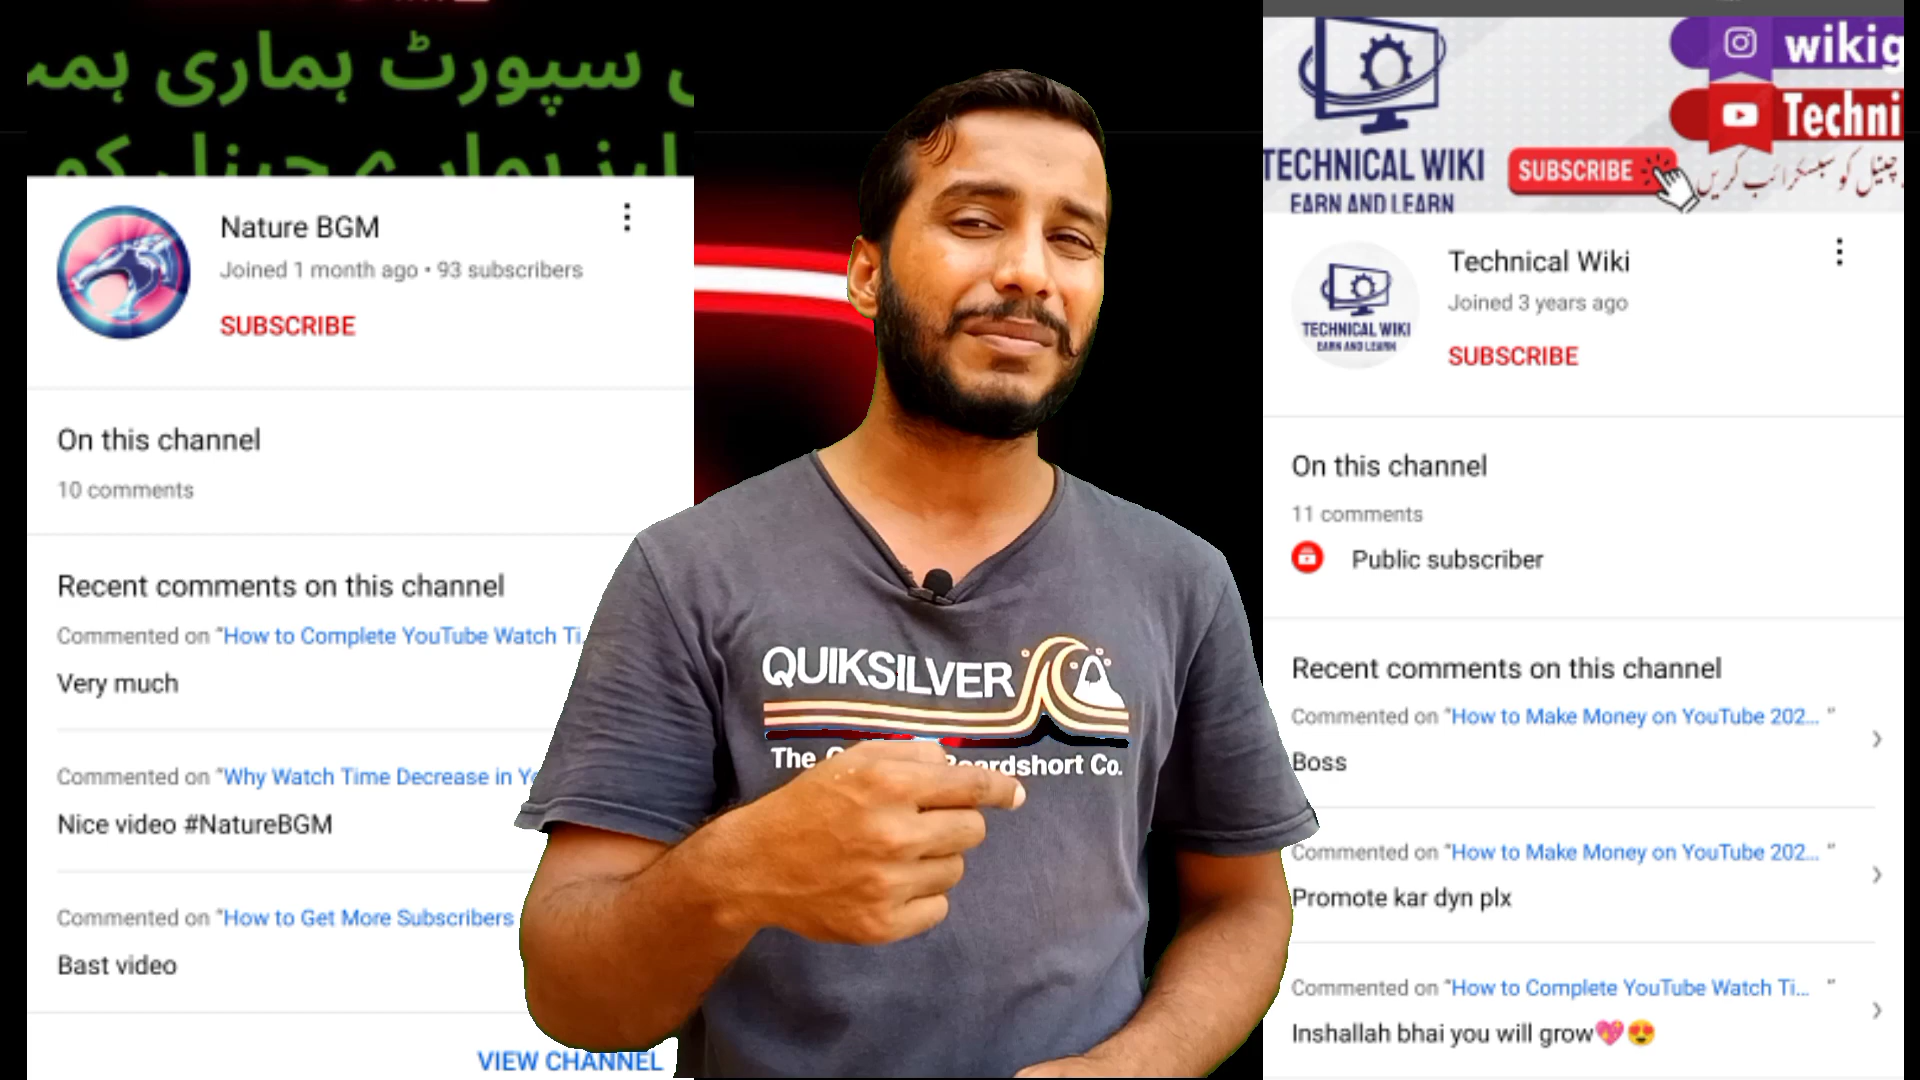 سپورٹ ہماری
Nature BGM
Joined 1 month ago • 93 subscribers
SUBSCRIBE
On this channel
10 comments
Recent comments on this channel
Commented on "How to Complete YouTube Watch Ti
Very much
Commented on "Why Watch Time Decrease in
Nice video #NatureBGM
Commented on "How to Get More Subscribers
Bast video
VIEW CHANNEL
QUIKSILVER
The Boardshort Co.
wikig
Techni
TECHNICAL WIKI
EARN AND LEARN
SUBSCRIBE
چینل کو سبسکرائب کریں
TECHNICAL WIKI
EARN AND LEARN
Technical Wiki
Joined 3 years ago
SUBSCRIBE
On this channel
11 comments
Public subscriber
Recent comments on this channel
Commented on "How to Make Money on YouTube 202... "
Boss
Commented on "How to Make Money on YouTube 202... "
Promote kar dyn plx
Commented on "How to Complete YouTube Watch Ti... "
Inshallah bhai you will grow💖😍